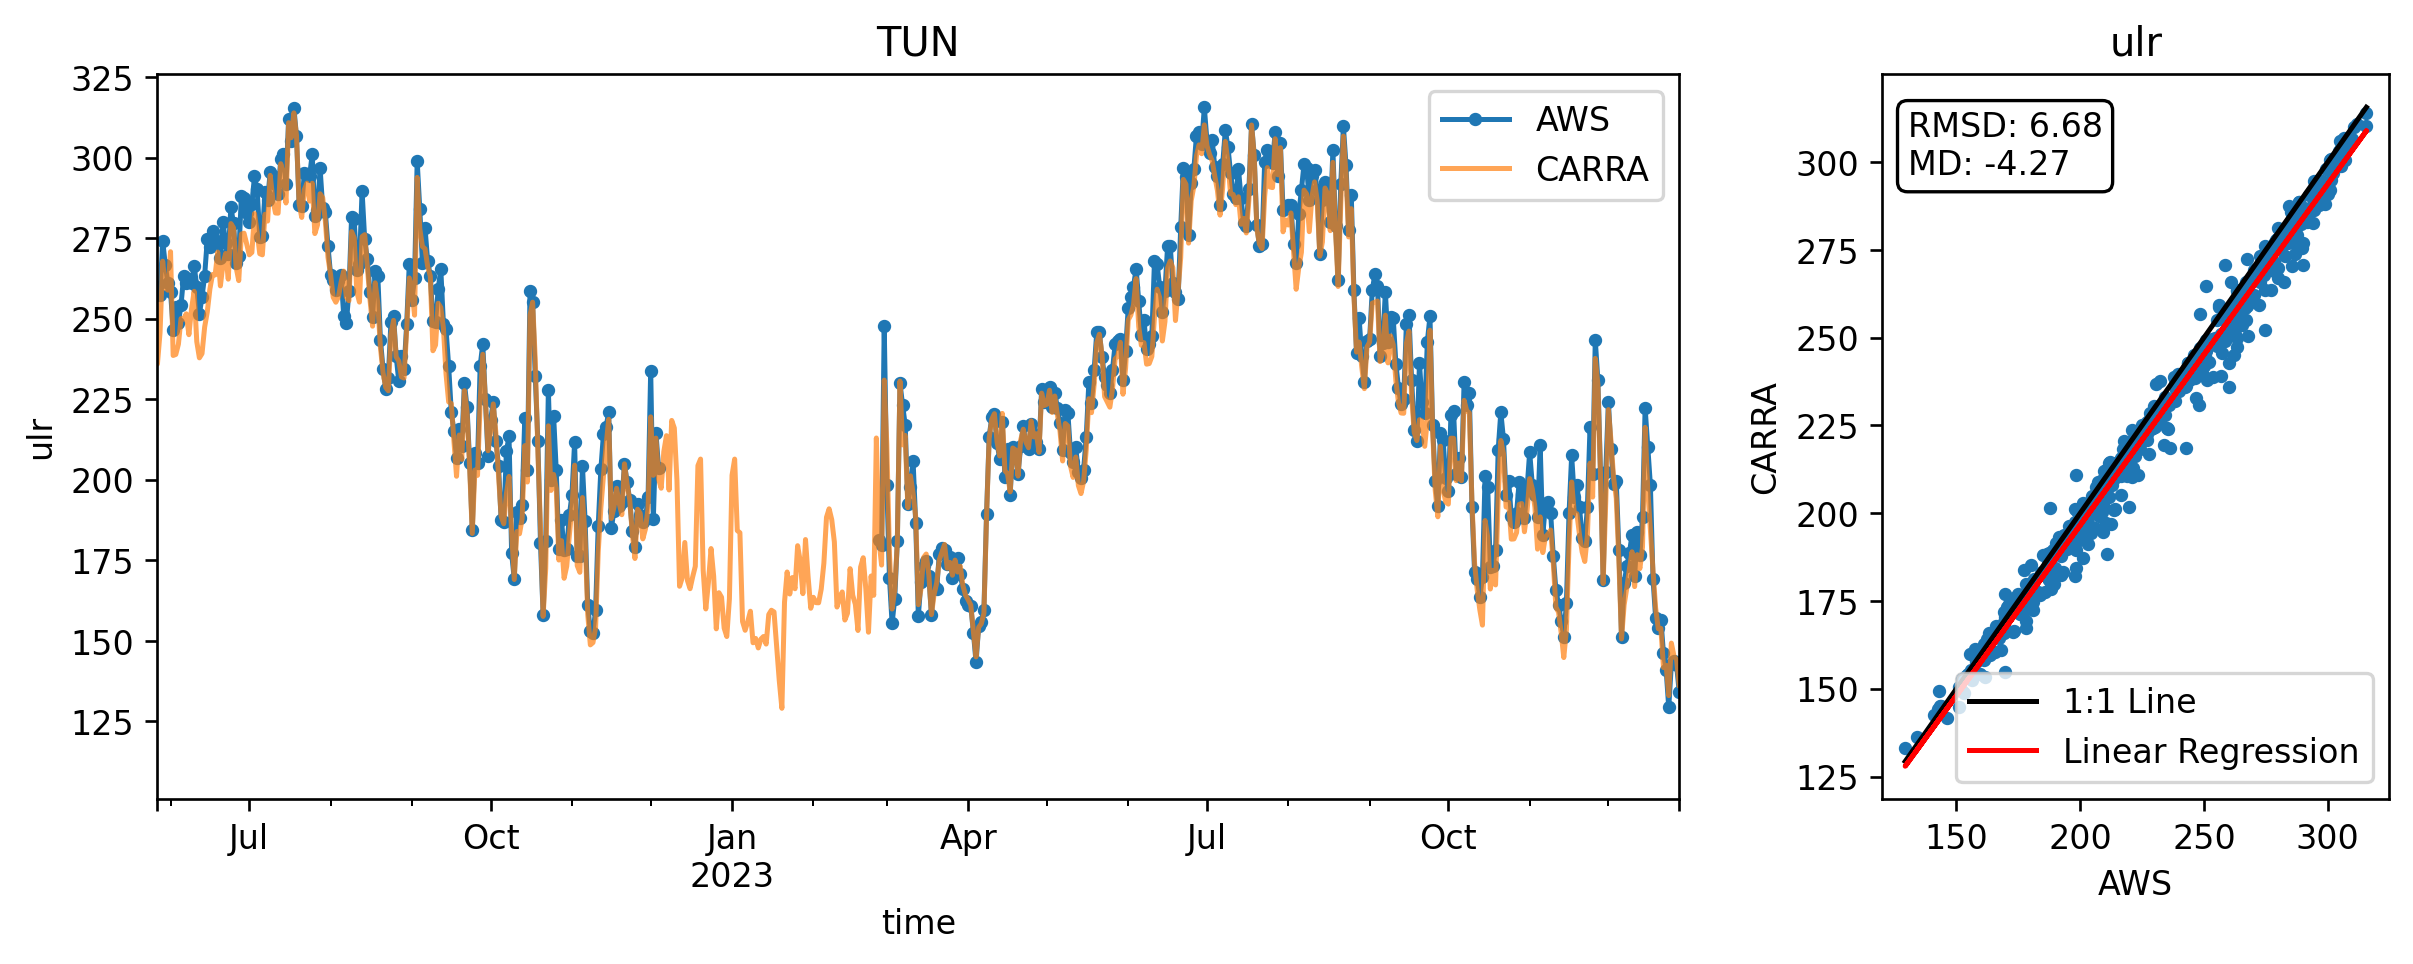 TUN
ulr
325
300
275
250
225
200
175
150
125
ulr
AWS
CARRA
Jul
Oct
Jan
2023
Apr
Jul
Oct
time
RMSD: 6.68
MD: -4.27
300
275
250
225
200
175
150
125
CARRA
1:1 Line
Linear Regression
150
200
250
300
AWS